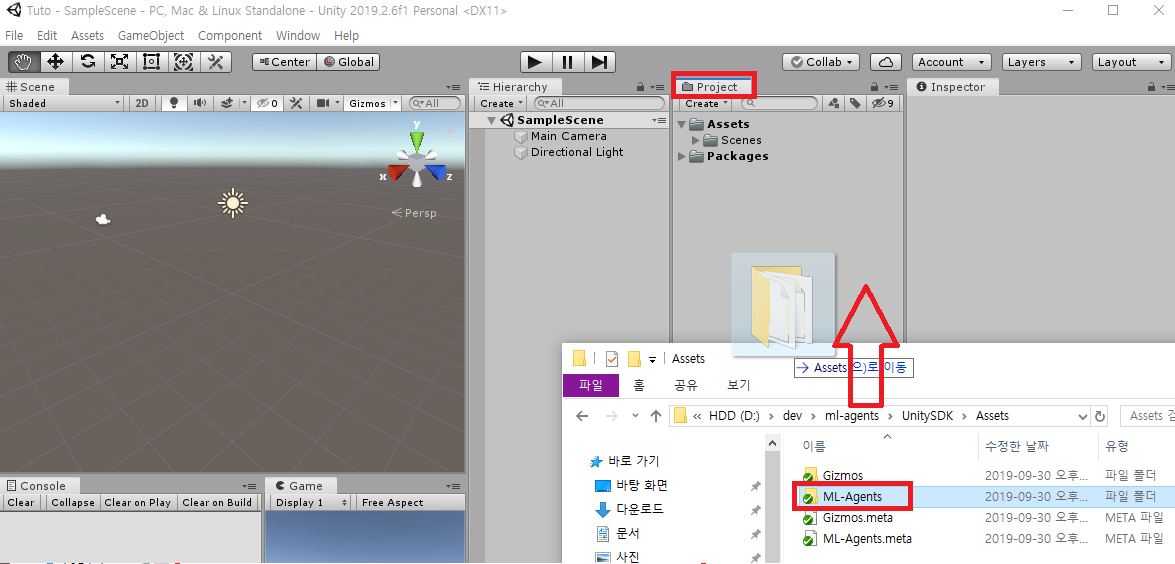 Tuto - SampleScene - PC, Mac & Linux Standalone - Unity 2019.2.6f1 Personal <DX11>
File Edit Assets GameObject Component Window Help
Center Global Collab Account Layers Layout
Scene
Shaded 2D 0 Gizmos All
y
x
z
Persp
Hierarchy
Create All
SampleScene
Main Camera
Directional Light
Project
Create 9
Assets
Scenes
Packages
Inspector
Console
Clear Collapse Clear on Play Clear on Build
Game
Display 1 Free Aspect
Assets
Assets 으)로 이동
파일 홈 공유 보기
« HDD (D:) > dev > ml-agents > UnitySDK > Assets
Assets 검
바로 가기
바탕 화면
다운로드
문서
사진
이름 수정한 날짜 유형
Gizmos 2019-09-30 오후... 파일 폴더
ML-Agents 2019-09-30 오후... 파일 폴더
Gizmos.meta 2019-09-30 오후... META 파일
ML-Agents.meta 2019-09-30 오후... META 파일